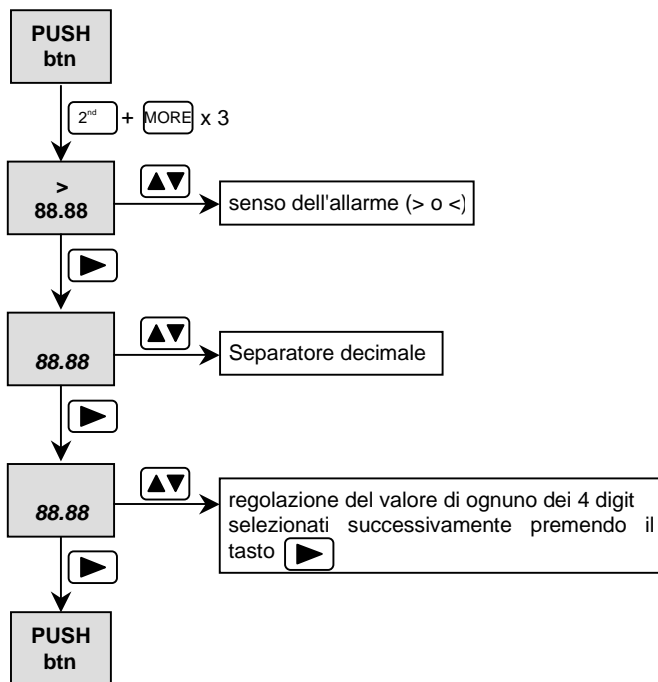 PUSH
btn
2nd + MORE x 3
>
88.88
senso dell'allarme (> o <)
88.88
Separatore decimale
88.88
regolazione del valore di ognuno dei 4 digit
selezionati successivamente premendo il
tasto
PUSH
btn